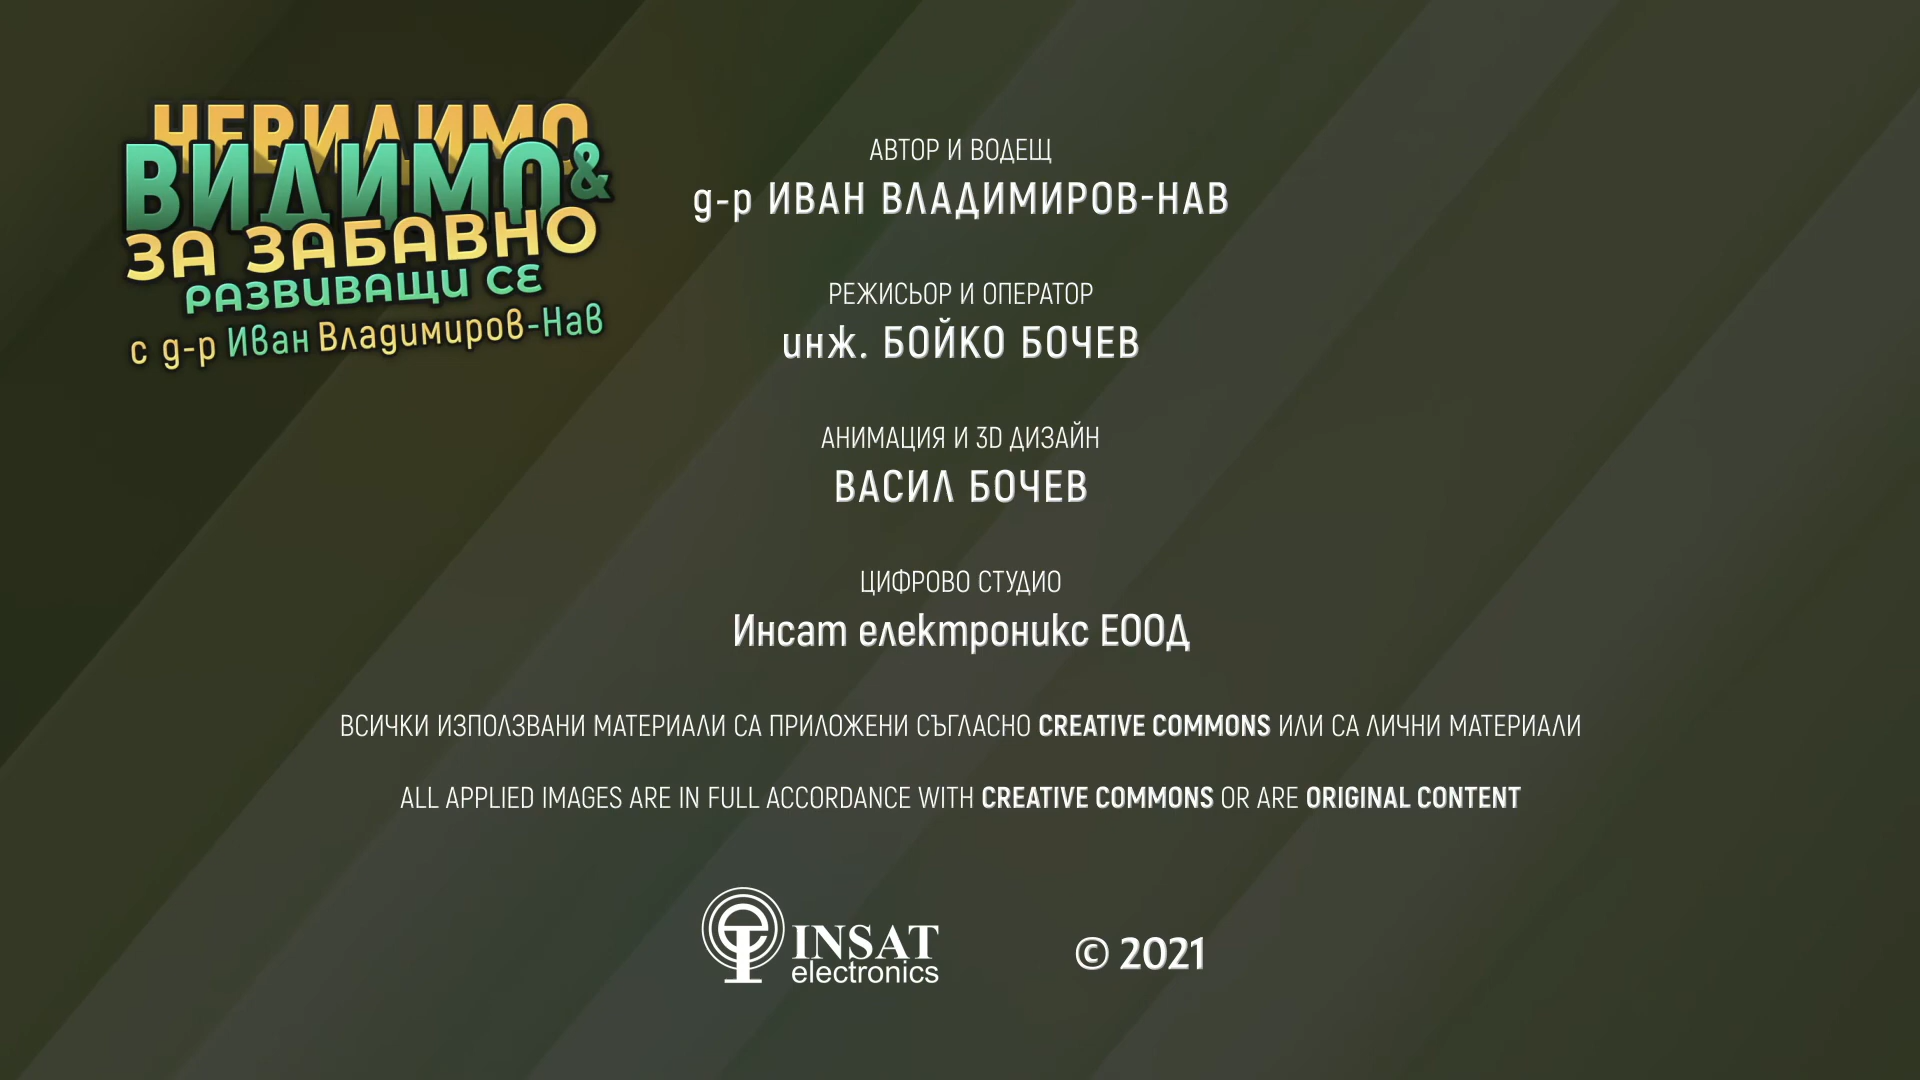 НЕВИДИМО
ВИДИМО &
ЗА ЗАБАВНО
РАЗВИВАЩИ СЕ
с д-р Иван Владимиров-Нав
АВТОР И ВОДЕЩ
д-р ИВАН ВЛАДИМИРОВ-НАВ
РЕЖИСЬОР И ОПЕРАТОР
инж. БОЙКО БОЧЕВ
АНИМАЦИЯ И 3D ДИЗАЙН
ВАСИЛ БОЧЕВ
ЦИФРОВО СТУДИО
Инсат електроникс ЕООД
ВСИЧКИ ИЗПОЛЗВАНИ МАТЕРИАЛИ СА ПРИЛОЖЕНИ СЪГЛАСНО CREATIVE COMMONS ИЛИ СА ЛИЧНИ МАТЕРИАЛИ
ALL APPLIED IMAGES ARE IN FULL ACCORDANCE WITH CREATIVE COMMONS OR ARE ORIGINAL CONTENT
INSAT
electronics
© 2021